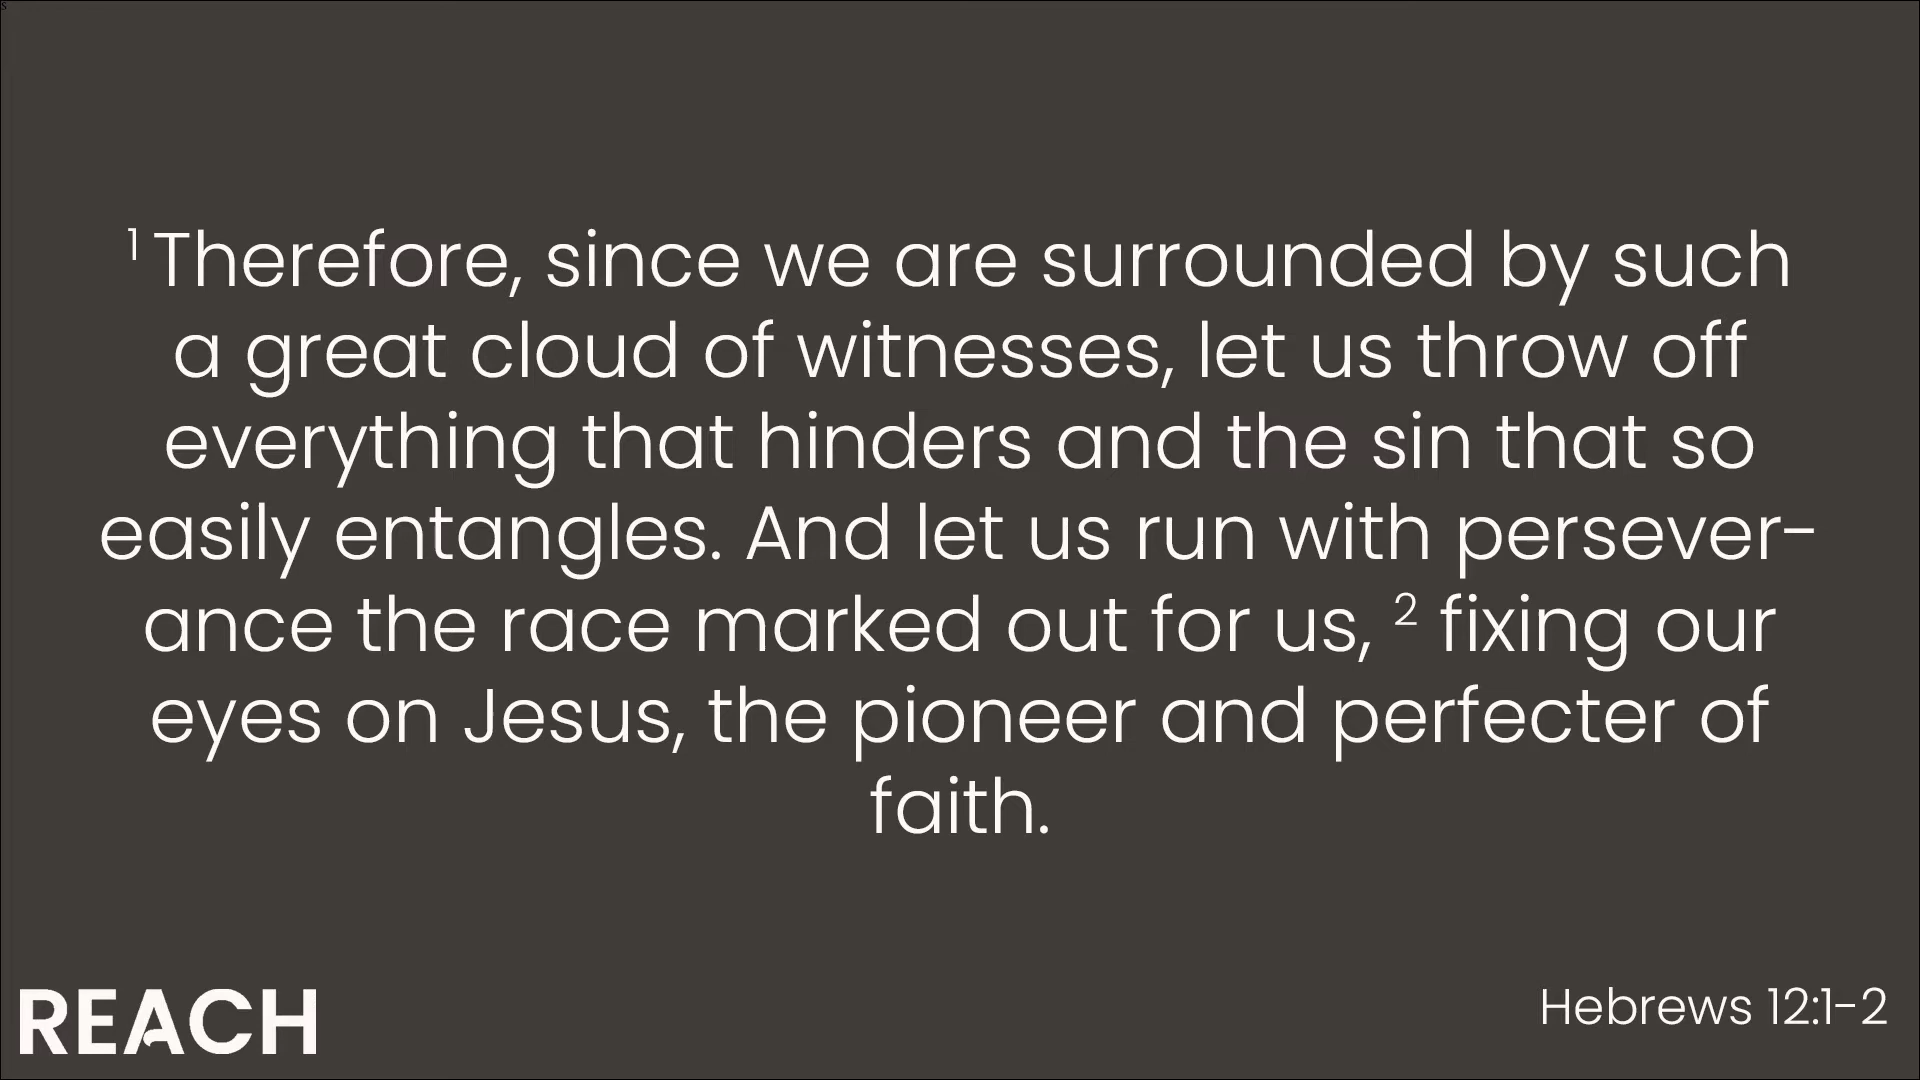 s
¹ Therefore, since we are surrounded by such
a great cloud of witnesses, let us throw off
everything that hinders and the sin that so
easily entangles. And let us run with persever-
ance the race marked out for us, ² fixing our
eyes on Jesus, the pioneer and perfecter of
faith.
REACH
Hebrews 12:1-2